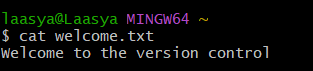 laasya@Laasya MINGW64 ~
$ cat welcome.txt
Welcome to the version control